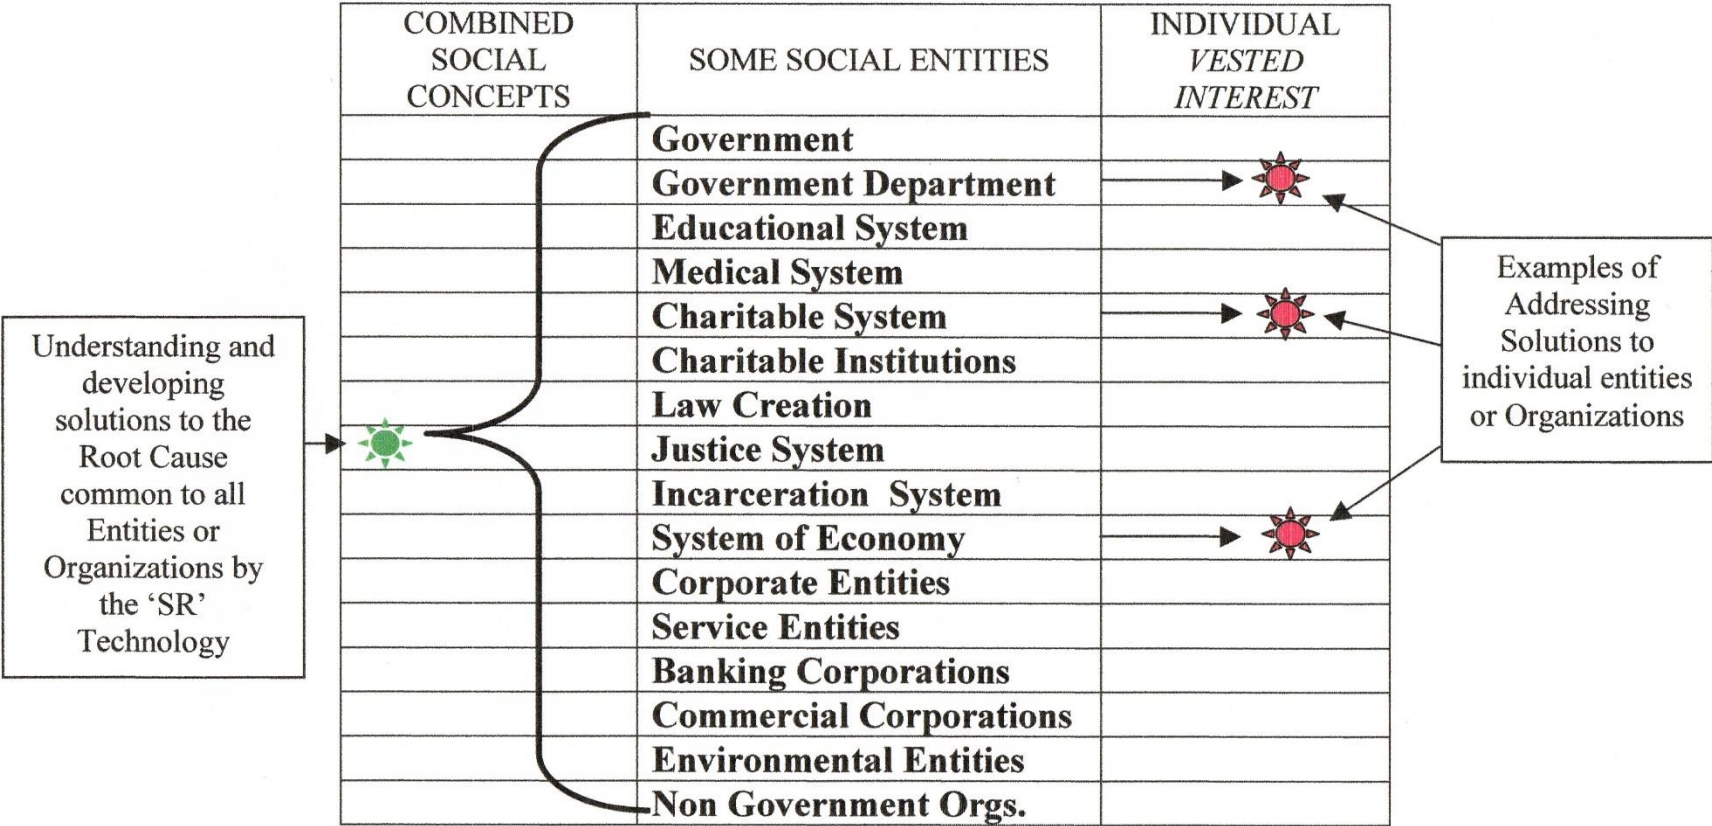 COMBINED
SOCIAL
CONCEPTS
SOME SOCIAL ENTITIES
INDIVIDUAL
VESTED
INTEREST
Government
Government Department
Educational System
Medical System
Charitable System
Charitable Institutions
Law Creation
Justice System
Incarceration System
System of Economy
Corporate Entities
Service Entities
Banking Corporations
Commercial Corporations
Environmental Entities
Non Government Orgs.
Understanding and
developing
solutions to the
Root Cause
common to all
Entities or
Organizations by
the ‘SR’
Technology
Examples of
Addressing
Solutions to
individual entities
or Organizations